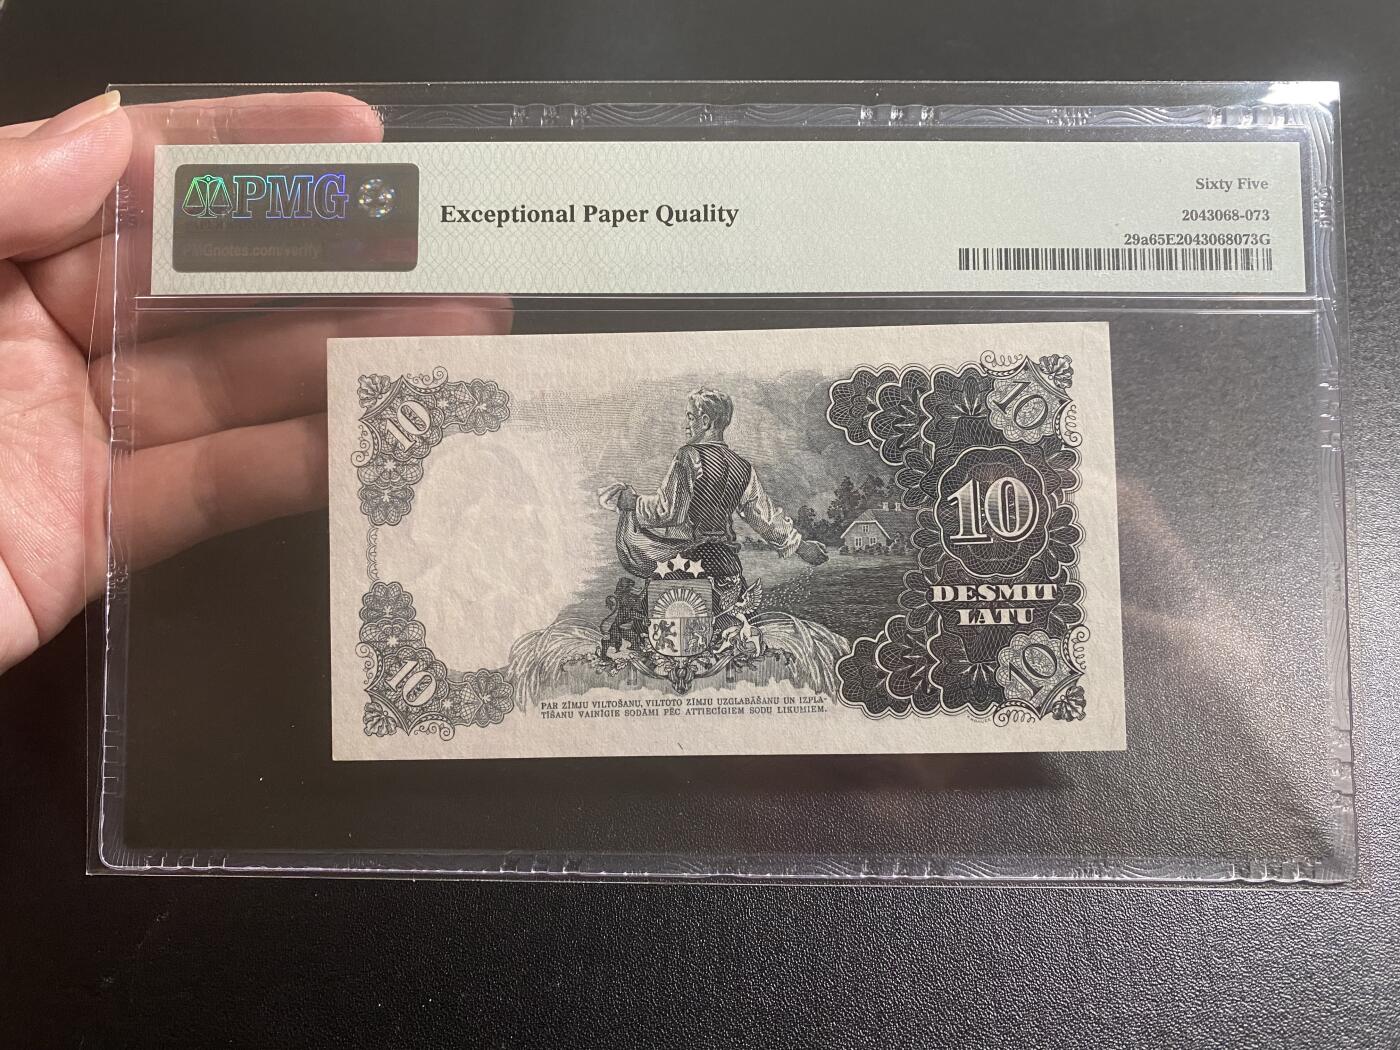 PMG
PMGnotes.com/verify
Exceptional Paper Quality
Sixty Five
2043068-073
29a65E2043068073G
10
10
10
DESMIT
LATU
10
10
PAR ZĪMJU VILTOŠANU, VILTOTO ZĪMJU UZGLABĀŠANU UN IZPLA-
TĪŠANU VAINĪGIE SODĀMI PĒC ATTIECĪGIEM SODU LIKUMIEM.